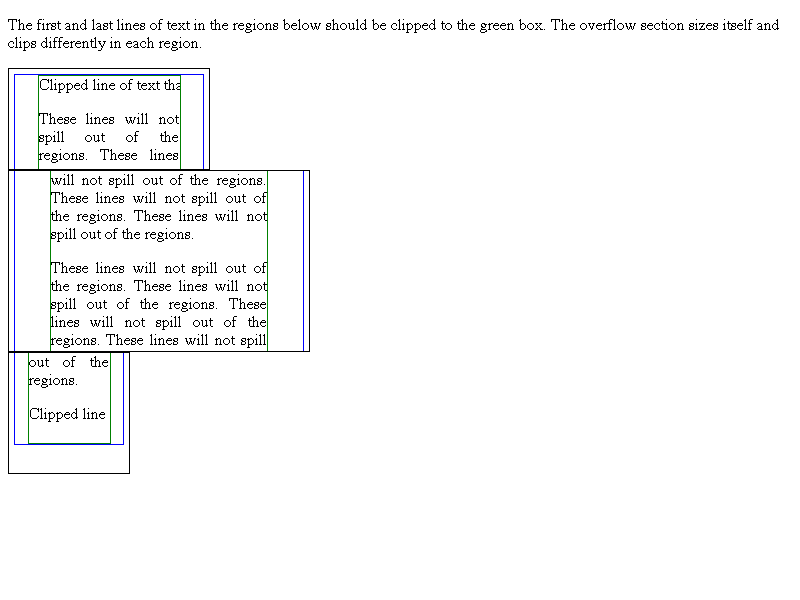 The first and last lines of text in the regions below should be clipped to the green box. The overflow section sizes itself and
clips differently in each region.
Clipped line of text tha
These lines will not
spill out of the
regions. These lines
will not spill out of the regions.
These lines will not spill out of
the regions. These lines will not
spill out of the regions.
These lines will not spill out of
the regions. These lines will not
spill out of the regions. These
lines will not spill out of the
regions. These lines will not spill
out of the
regions.
Clipped line